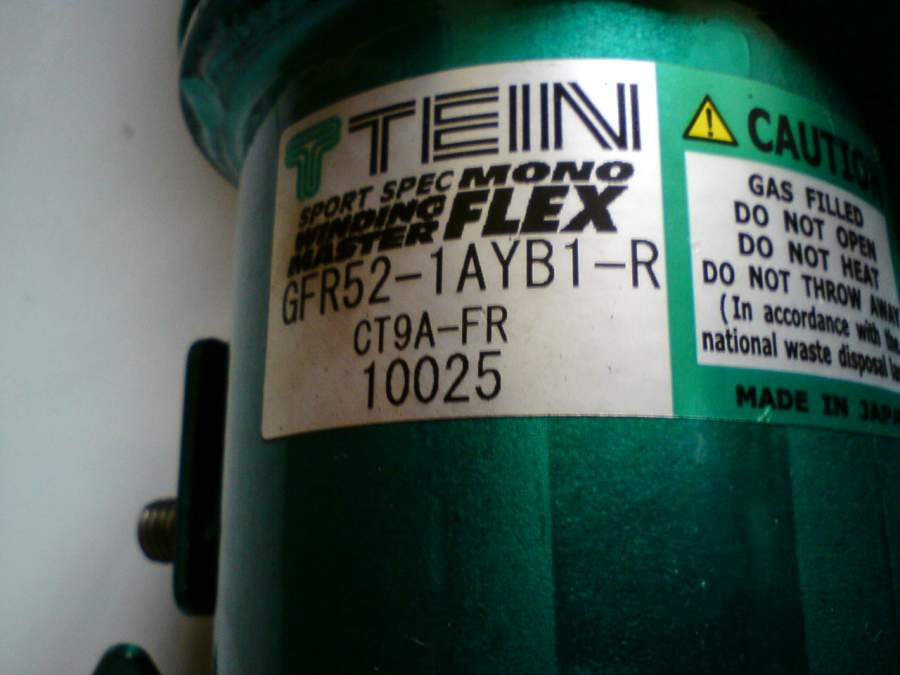 TEIN
SPORT SPEC MONO
WINDING FLEX
MASTER
GFR52-1AYB1-R
CT9A-FR
10025
CAUTION
GAS FILLED
DO NOT OPEN
DO NOT HEAT
DO NOT THROW AWAY
(In accordance with the
national waste disposal
MADE IN JAPA